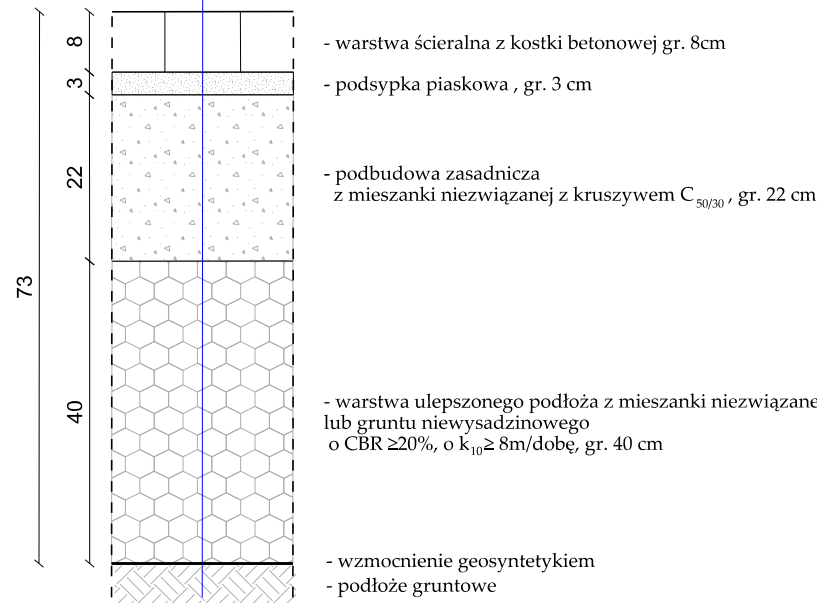 8
- warstwa ścieralna z kostki betonowej gr. 8cm
3
- podsypka piaskowa , gr. 3 cm
22
- podbudowa zasadnicza
z mieszanki niezwiązanej z kruszywem C50/30 , gr. 22 cm
73
40
- warstwa ulepszonego podłoża z mieszanki niezwiązane
lub gruntu niewysadzinowego
o CBR ≥20%, o k10≥ 8m/dobę, gr. 40 cm
- wzmocnienie geosyntetykiem
- podłoże gruntowe